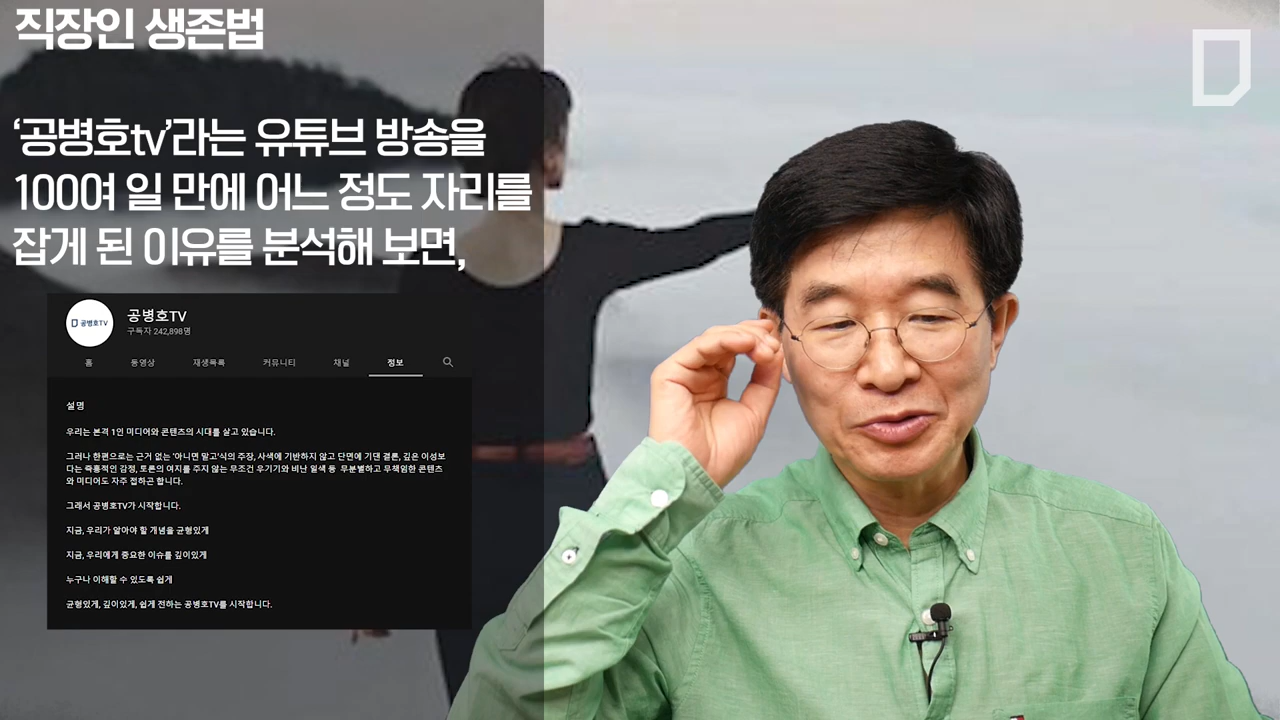 직장인 생존법
‘공병호tv’라는 유튜브 방송을
100여 일 만에 어느 정도 자리를
잡게 된 이유를 분석해 보면,
공병호TV
공병호TV
구독자 242,898명
홈 동영상 재생목록 커뮤니티 채널 정보
설명
우리는 본격 1인 미디어와 콘텐츠의 시대를 살고 있습니다.
그러나 한편으로는 근거 없는 '아니면 말고'식의 주장, 사색에 기반하지 않고 단면에 기댄 결론, 깊은 이성보
다는 즉흥적인 감정, 토론의 여지를 주지 않는 무조건 우기기와 비난 일색 등 무분별하고 무책임한 콘텐츠
와 미디어도 자주 접하곤 합니다.
그래서 공병호TV가 시작합니다.
지금, 우리가 알아야 할 개념을 균형있게
지금, 우리에게 중요한 이슈를 깊이있게
누구나 이해할 수 있도록 쉽게
균형있게, 깊이있게, 쉽게 전하는 공병호TV를 시작합니다.